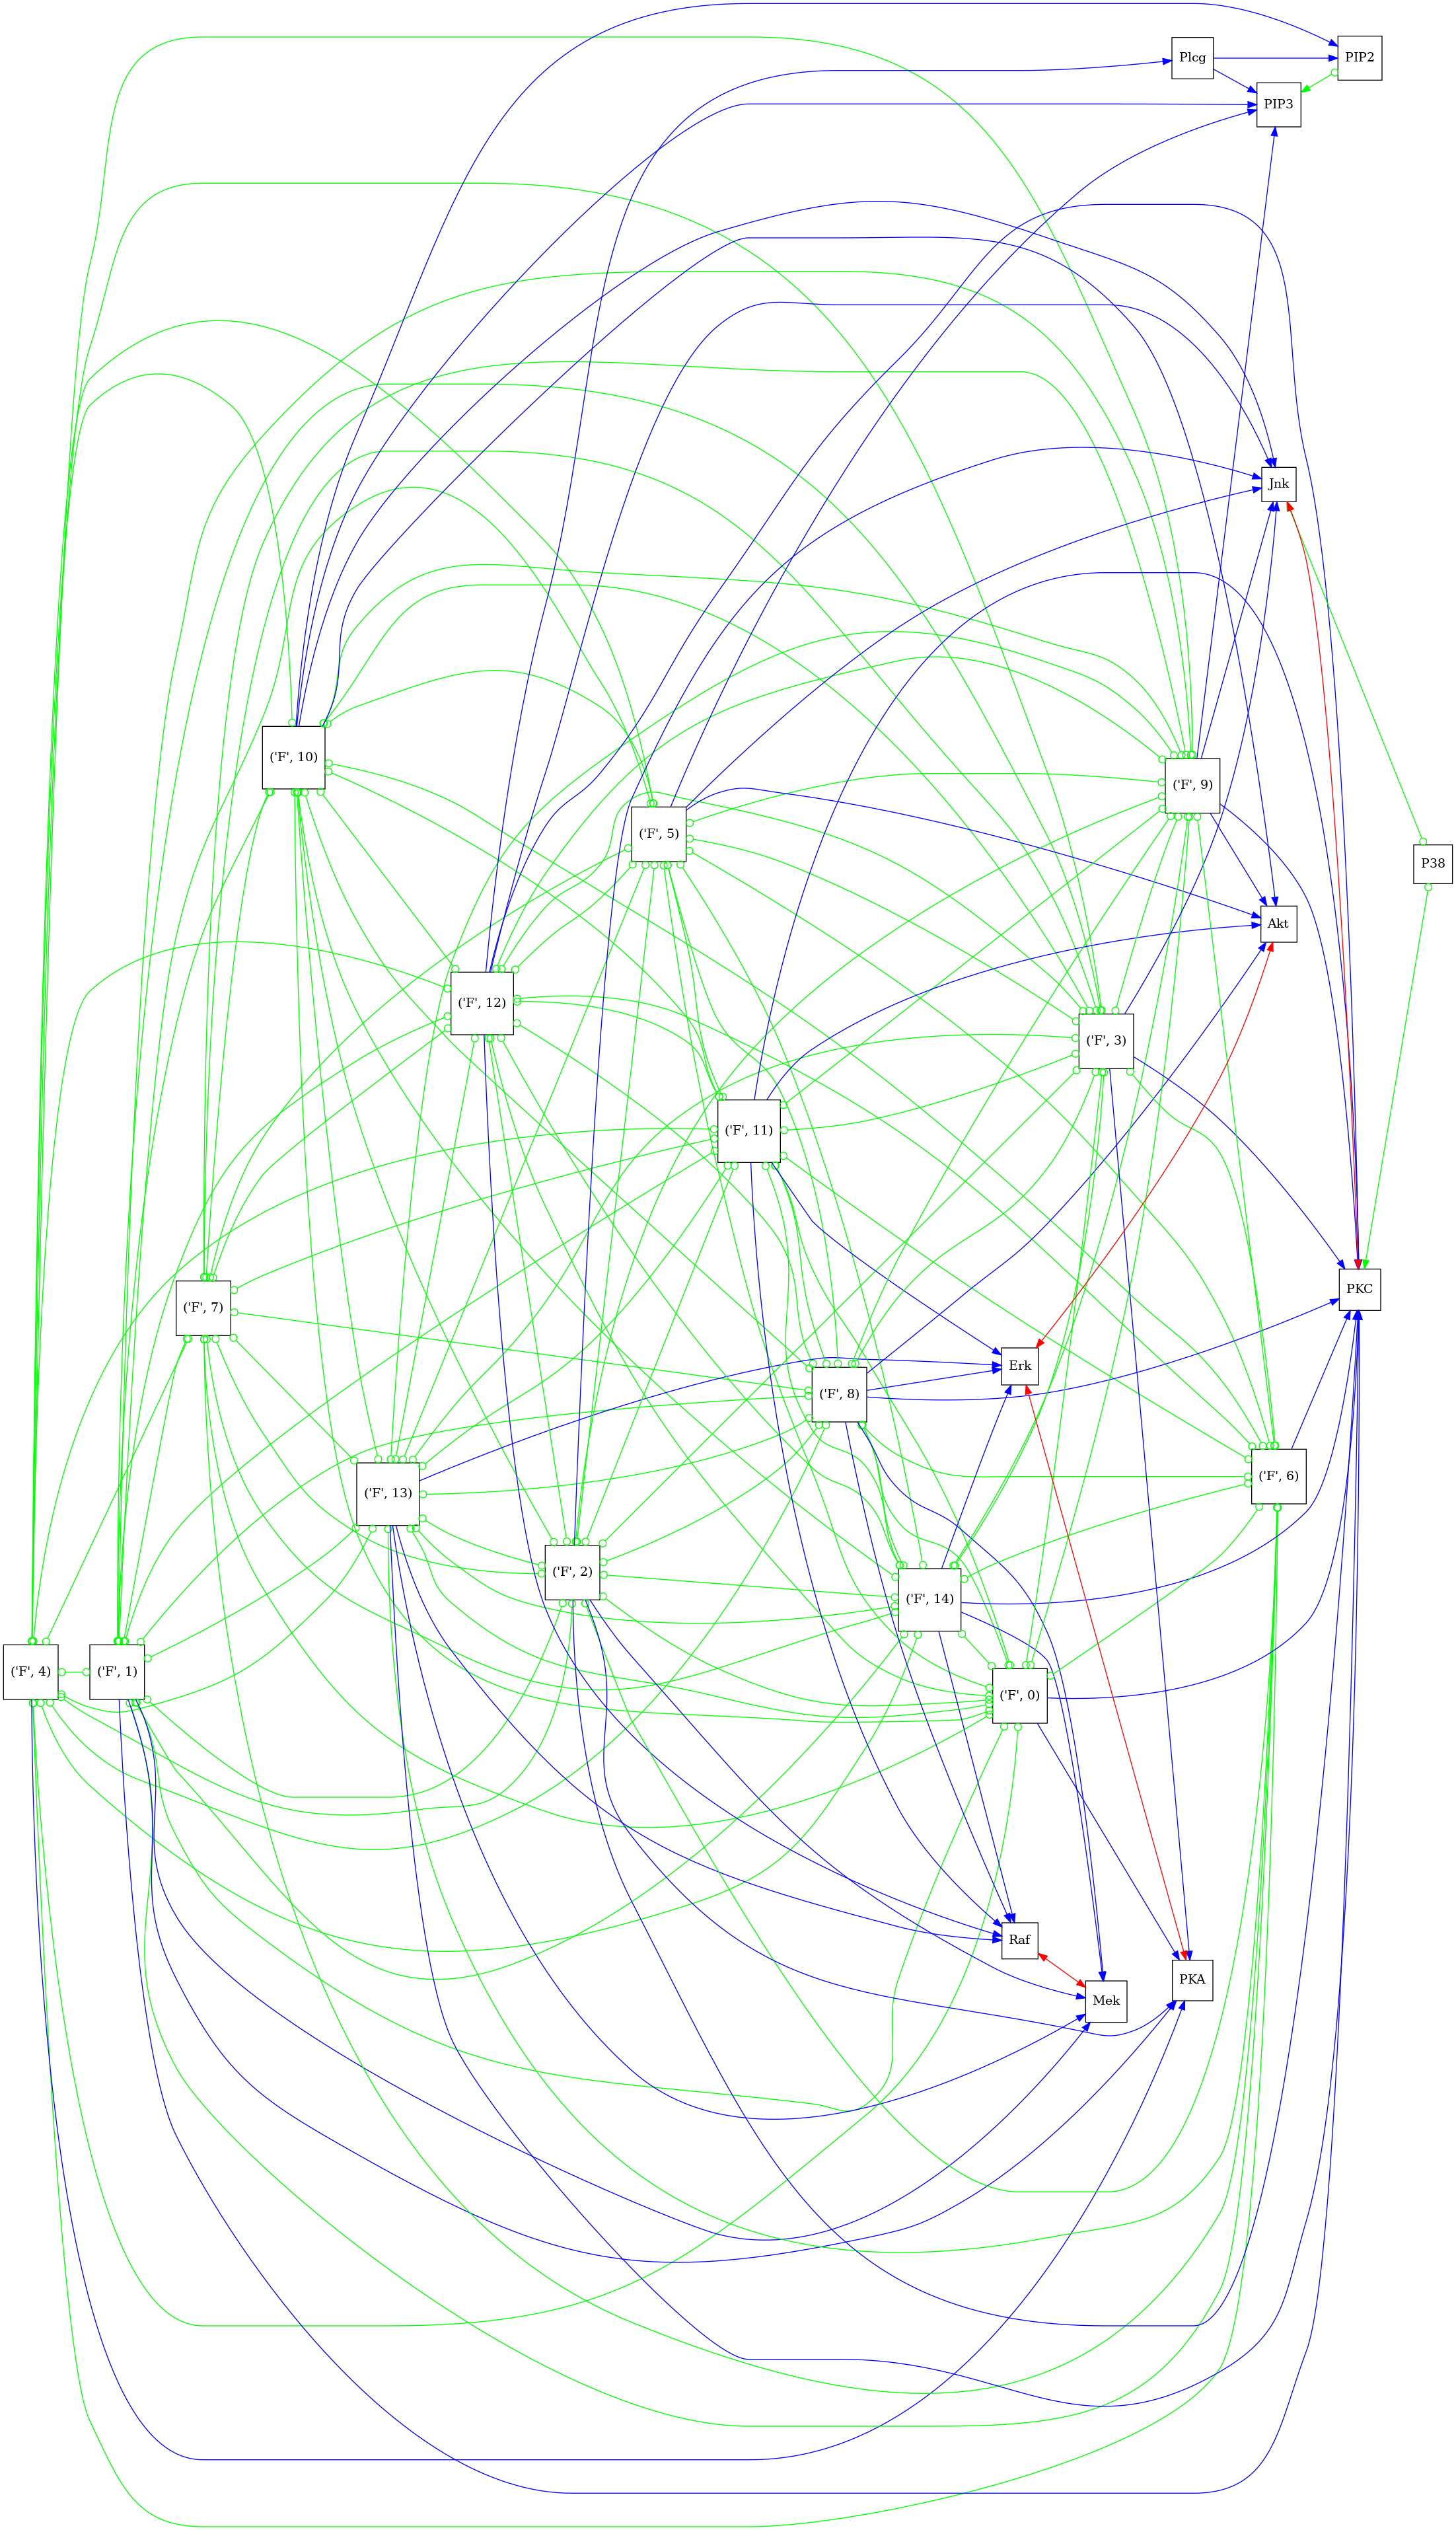 Plcg
PIP2
PIP3
Jnk
('F', 10)
('F', 9)
('F', 5)
P38
Akt
('F', 12)
('F', 3)
('F', 11)
PKC
('F', 7)
Erk
('F', 8)
('F', 6)
('F', 13)
('F', 2)
('F', 14)
('F', 4)
('F', 1)
('F', 0)
Raf
PKA
Mek